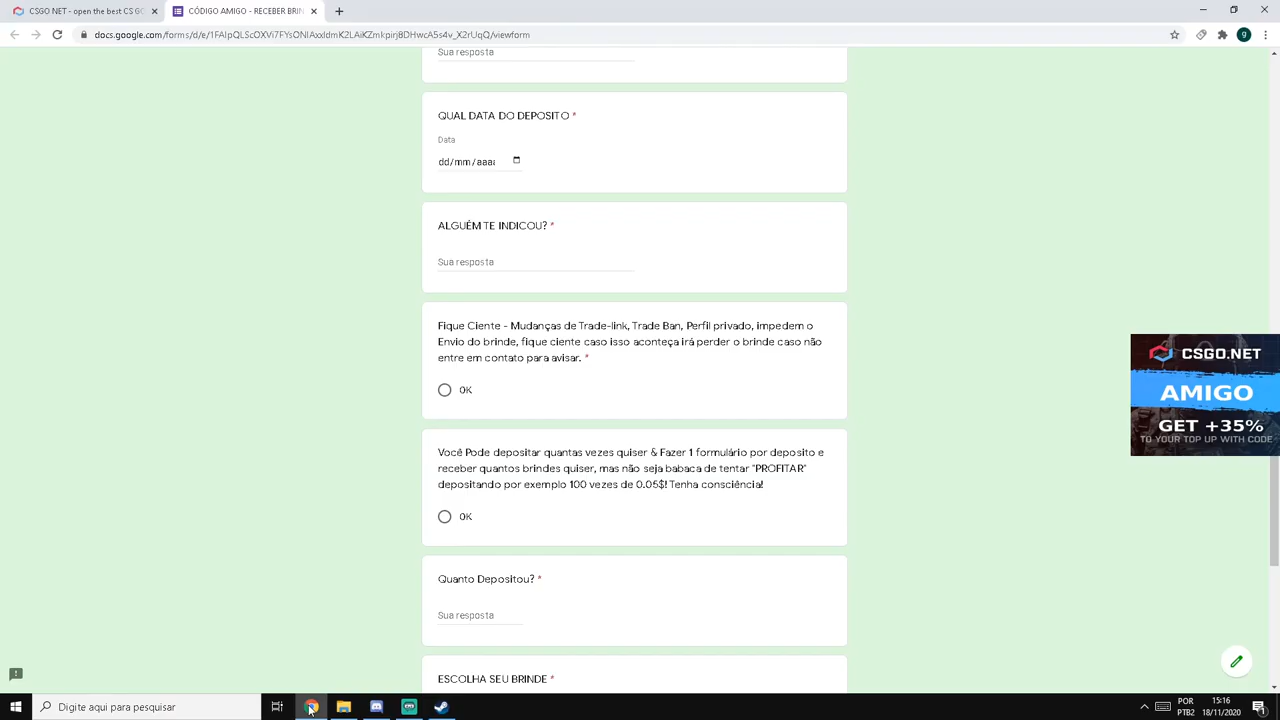 CSGO.NET - open the best CS GO
CÓDIGO AMIGO - RECEBER BRIN
docs.google.com/forms/d/e/1FAIpQLScOXVi7FYsONIAxxldmK2LAiKZmkpirj8DHwcA5s4v_X2rUqQ/viewform
g
Sua resposta
QUAL DATA DO DEPOSITO *
Data
dd/mm/aaaa
ALGUÉM TE INDICOU? *
Sua resposta
Fique Ciente - Mudanças de Trade-link, Trade Ban, Perfil privado, impedem o
Envio do brinde, fique ciente caso isso aconteça irá perder o brinde caso não
entre em contato para avisar. *
OK
Você Pode depositar quantas vezes quiser & Fazer 1 formulário por deposito e
receber quantos brindes quiser, mas não seja babaca de tentar "PROFITAR"
depositando por exemplo 100 vezes de 0.05$! Tenha consciência!
OK
Quanto Depositou? *
Sua resposta
ESCOLHA SEU BRINDE *
CSGO.NET
AMIGO
GET +35%
TO YOUR TOP UP WITH CODE
Digite aqui para pesquisar
POR
PTB2
15:16
18/11/2020
1